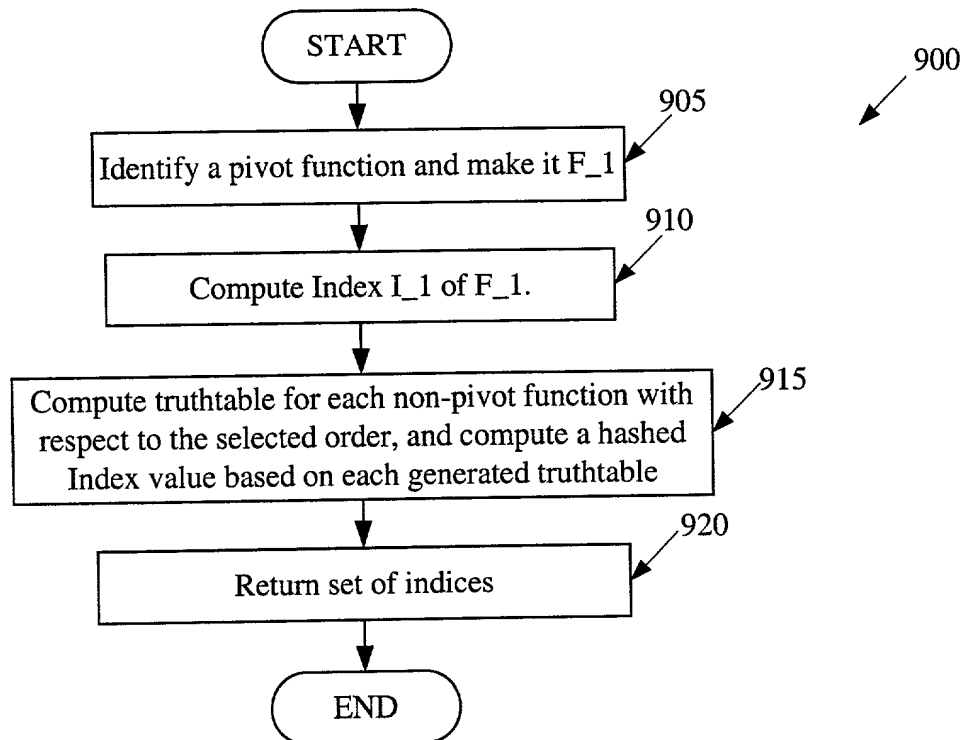 START
900
905
Identify a pivot function and make it F_1
910
Compute Index I_1 of F_1.
915
Compute truthtable for each non-pivot function with
respect to the selected order, and compute a hashed
Index value based on each generated truthtable
920
Return set of indices
END